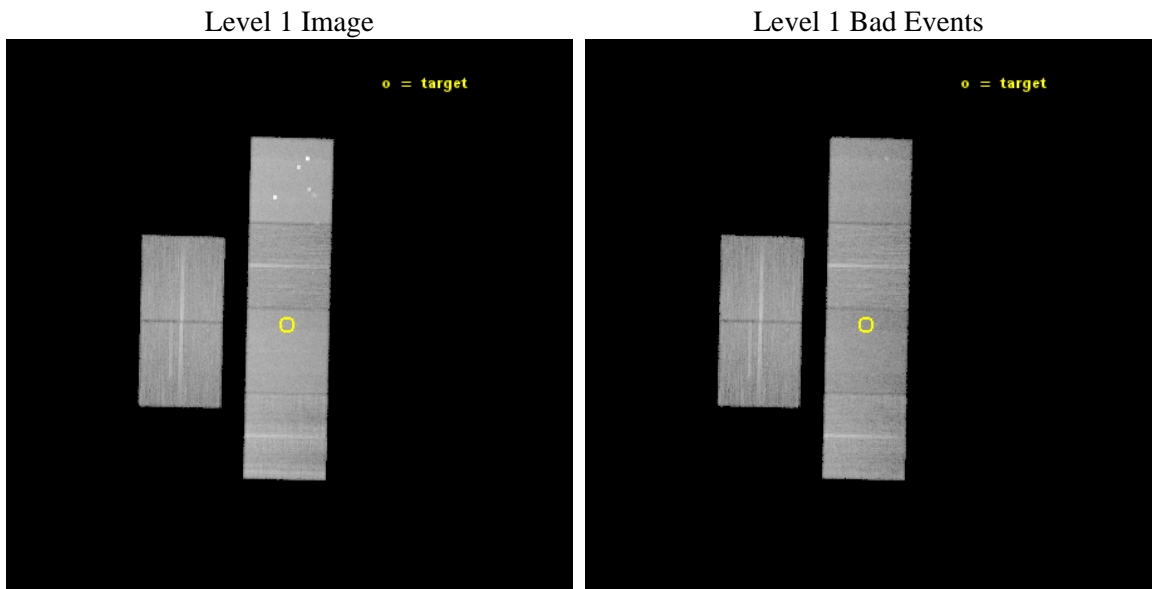 Level 1 Image
Level 1 Bad Events
o = target
o = target